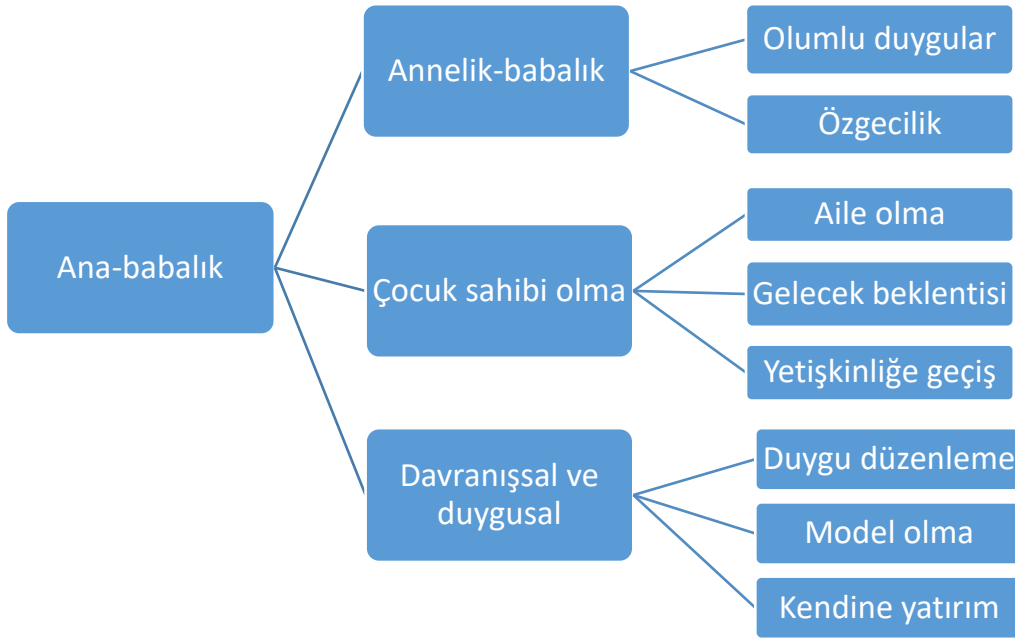 Ana-babalık
Annelik-babalık
Olumlu duygular
Özgecilik
Çocuk sahibi olma
Aile olma
Gelecek beklentisi
Yetişkinliğe geçiş
Davranışsal ve
duygusal
Duygu düzenleme
Model olma
Kendine yatırım